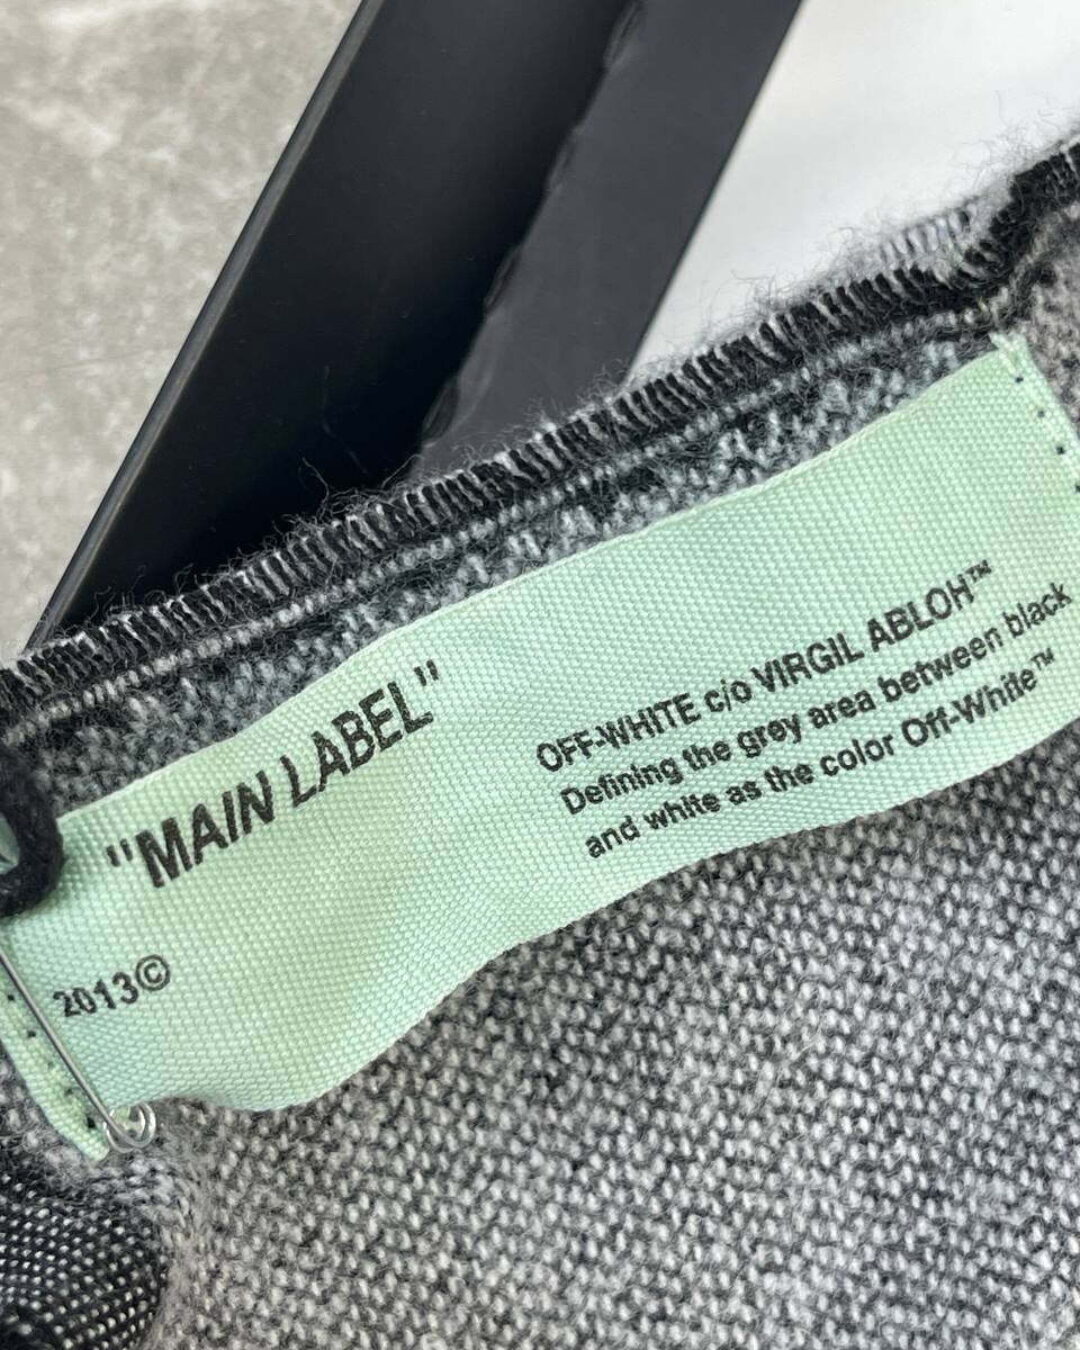 "MAIN LABEL"
OFF-WHITE c/o VIRGIL ABLOH™
Defining the grey area between black
and white as the color Off-White™
2013©